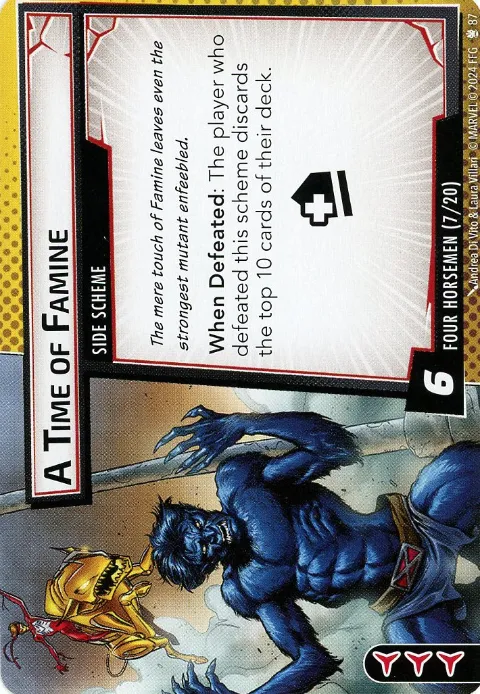 A TIME OF FAMINE
SIDE SCHEME
The mere touch of Famine leaves even the
strongest mutant enfeebled.
When Defeated: The player who
defeated this scheme discards
the top 10 cards of their deck.
6
FOUR HORSEMEN (7/20)
Andrea Di Vito & Laura Villari © MARVEL © 2024 FFG 87